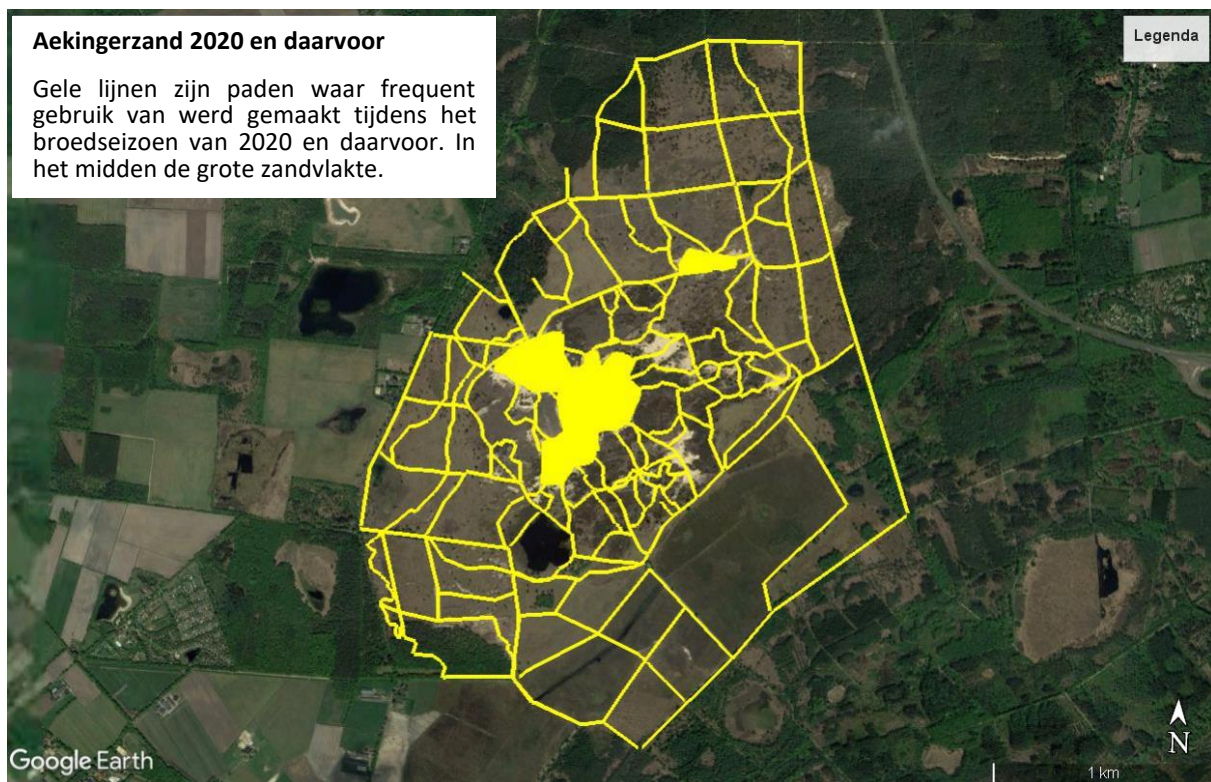 Aekingerzand 2020 en daarvoor
Gele lijnen zijn paden waar frequent
gebruik van werd gemaakt tijdens het
broedseizoen van 2020 en daarvoor. In
het midden de grote zandvlakte.
Legenda
N
Google Earth
1 km